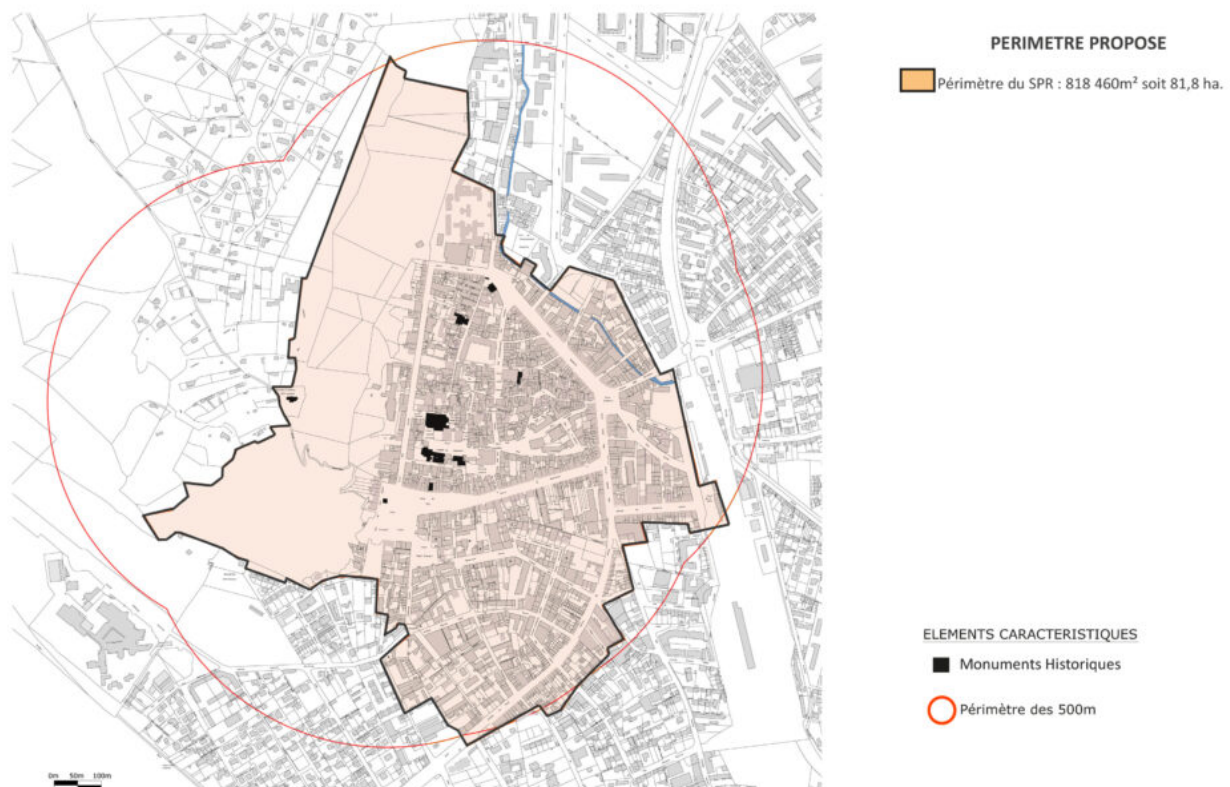 PERIMETRE PROPOSE
Périmètre du SPR : 818 460m² soit 81,8 ha.
ELEMENTS CARACTERISTIQUES
Monuments Historiques
Périmètre des 500m
0m 50m 100m